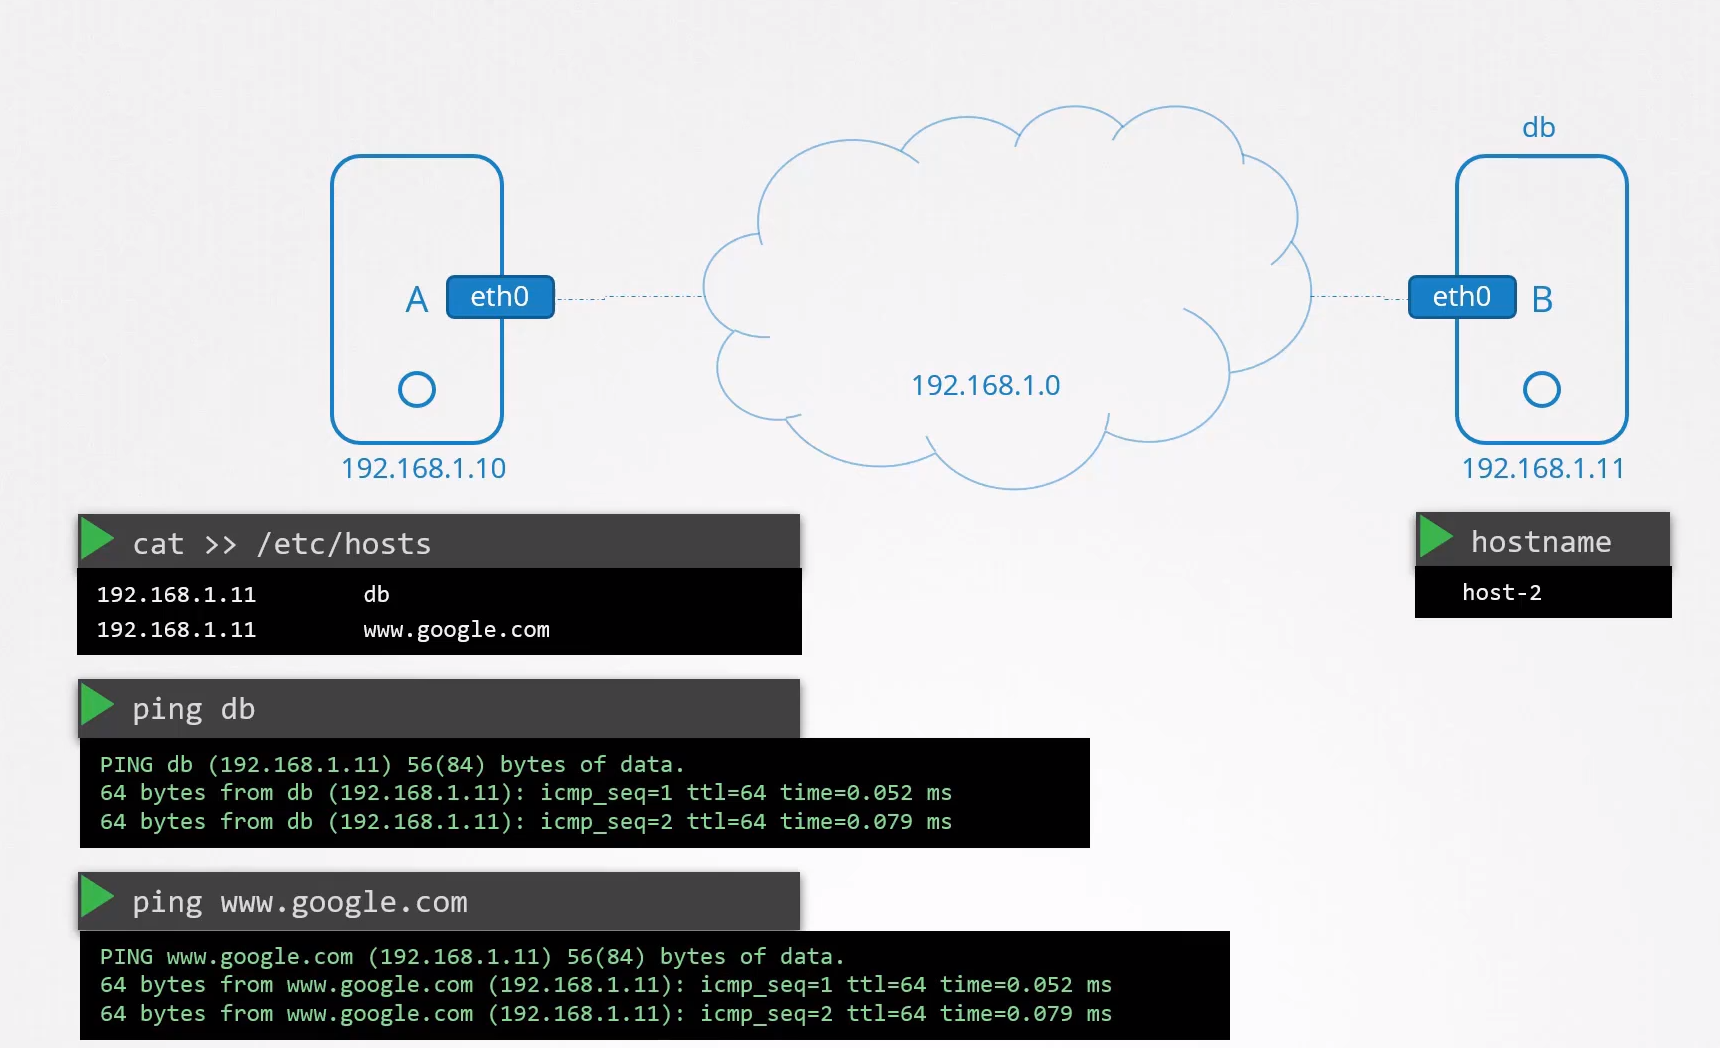 db
A
eth0
eth0
B
192.168.1.0
192.168.1.10
192.168.1.11
cat >> /etc/hosts
192.168.1.11 db
192.168.1.11 www.google.com
hostname
host-2
ping db
PING db (192.168.1.11) 56(84) bytes of data.
64 bytes from db (192.168.1.11): icmp_seq=1 ttl=64 time=0.052 ms
64 bytes from db (192.168.1.11): icmp_seq=2 ttl=64 time=0.079 ms
ping www.google.com
PING www.google.com (192.168.1.11) 56(84) bytes of data.
64 bytes from www.google.com (192.168.1.11): icmp_seq=1 ttl=64 time=0.052 ms
64 bytes from www.google.com (192.168.1.11): icmp_seq=2 ttl=64 time=0.079 ms